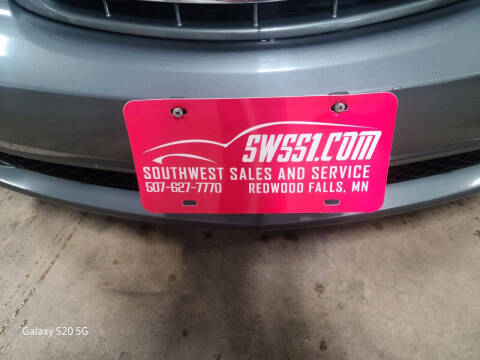 SWSS1.COM
SOUTHWEST SALES AND SERVICE
507-627-7770 REDWOOD FALLS, MN
Galaxy S20 5G